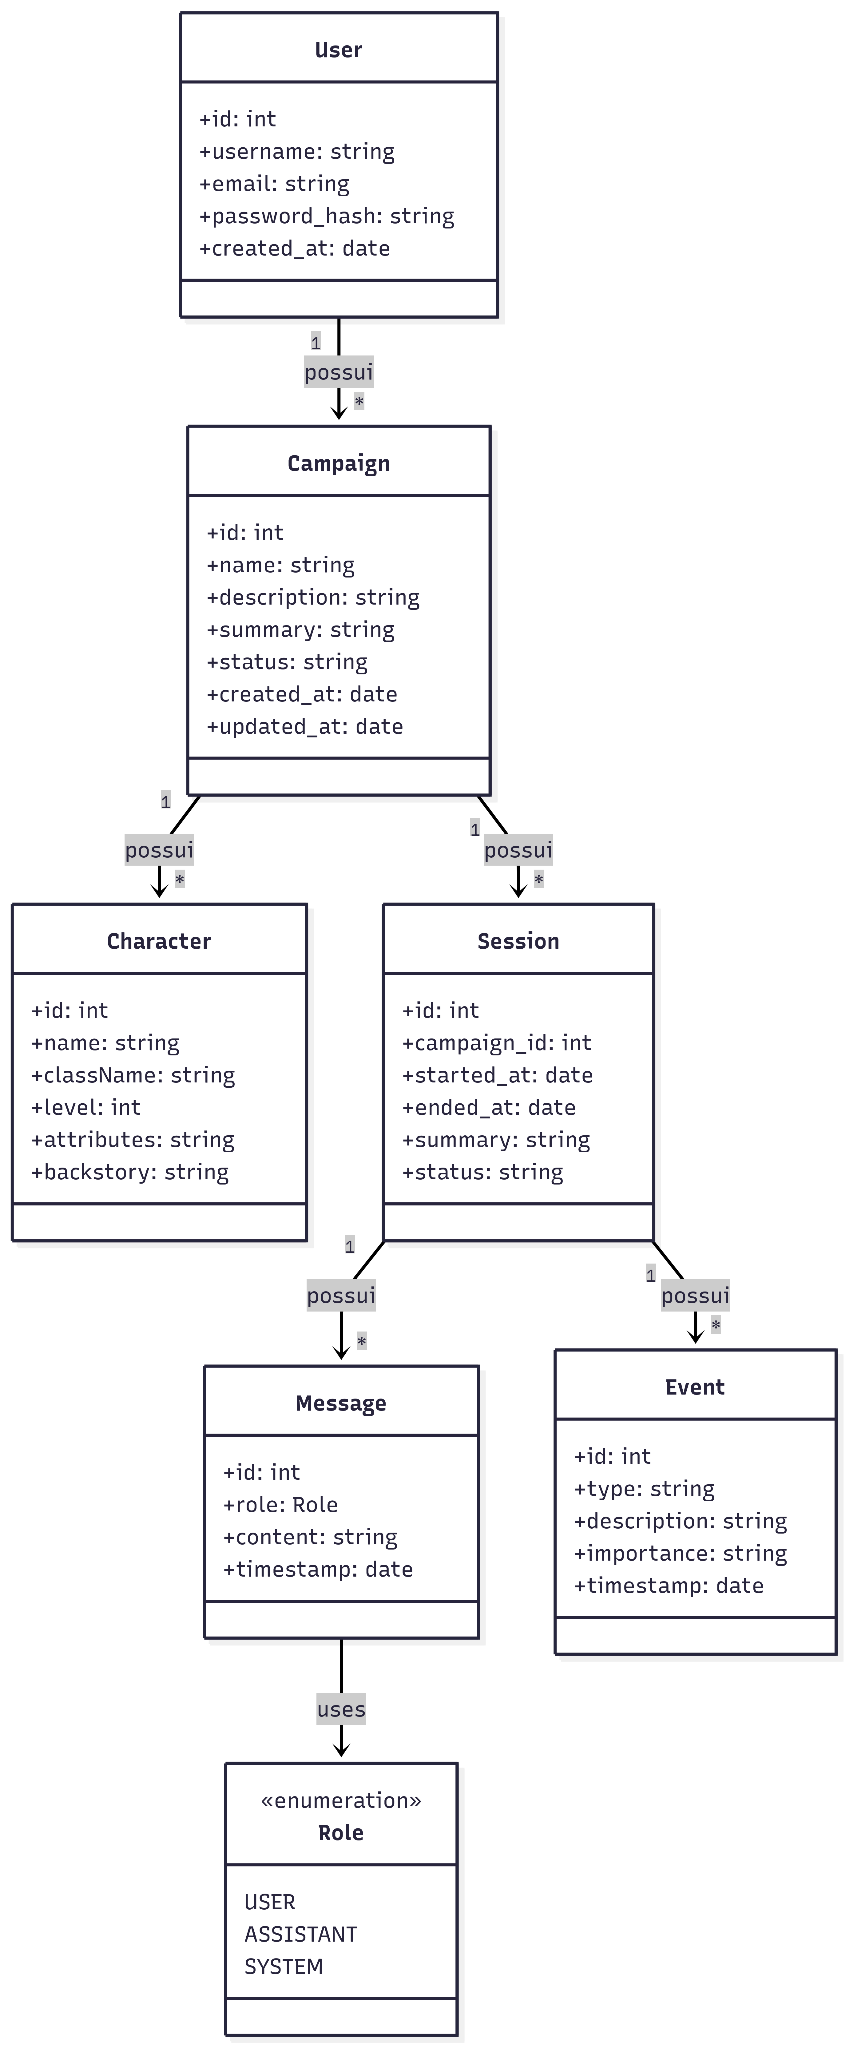 User
+id: int
+username: string
+email: string
+password_hash: string
+created_at: date
1
possui
*
Campaign
+id: int
+name: string
+description: string
+summary: string
+status: string
+created_at: date
+updated_at: date
1
possui
*
1
possui
*
Character
+id: int
+name: string
+className: string
+level: int
+attributes: string
+backstory: string
Session
+id: int
+campaign_id: int
+started_at: date
+ended_at: date
+summary: string
+status: string
1
possui
*
1
possui
*
Message
+id: int
+role: Role
+content: string
+timestamp: date
Event
+id: int
+type: string
+description: string
+importance: string
+timestamp: date
uses
«enumeration»
Role
USER
ASSISTANT
SYSTEM